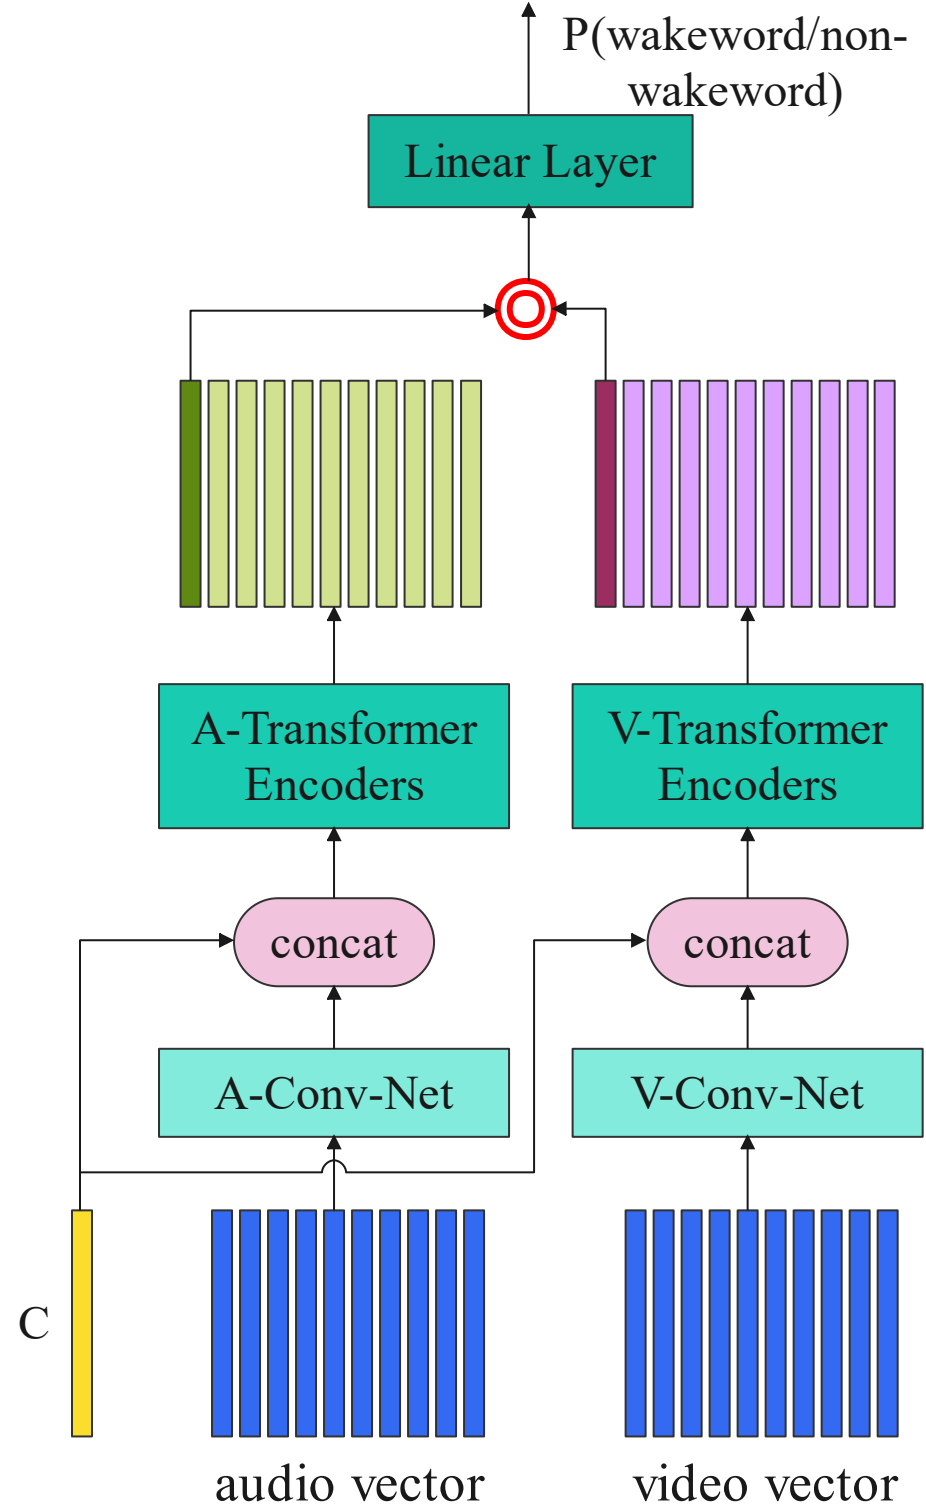 P(wakeword/non-
wakeword)
Linear Layer
A-Transformer
Encoders
V-Transformer
Encoders
concat
concat
A-Conv-Net
V-Conv-Net
C
audio vector
video vector